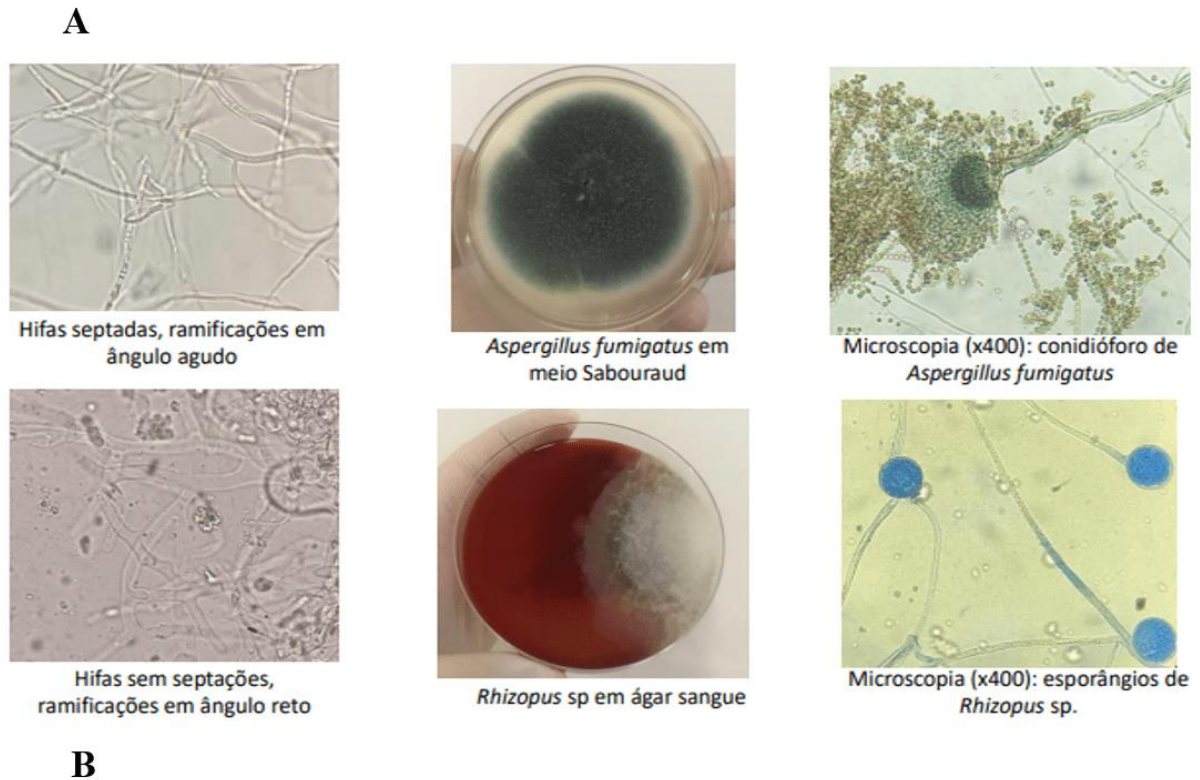 A
Hifas septadas, ramificações em
ângulo agudo
Aspergillus fumigatus em
meio Sabouraud
Microscopia (x400): conidióforo de
Aspergillus fumigatus
Hifas sem septações,
ramificações em ângulo reto
Rhizopus sp em ágar sangue
Microscopia (x400): esporângios de
Rhizopus sp.
B